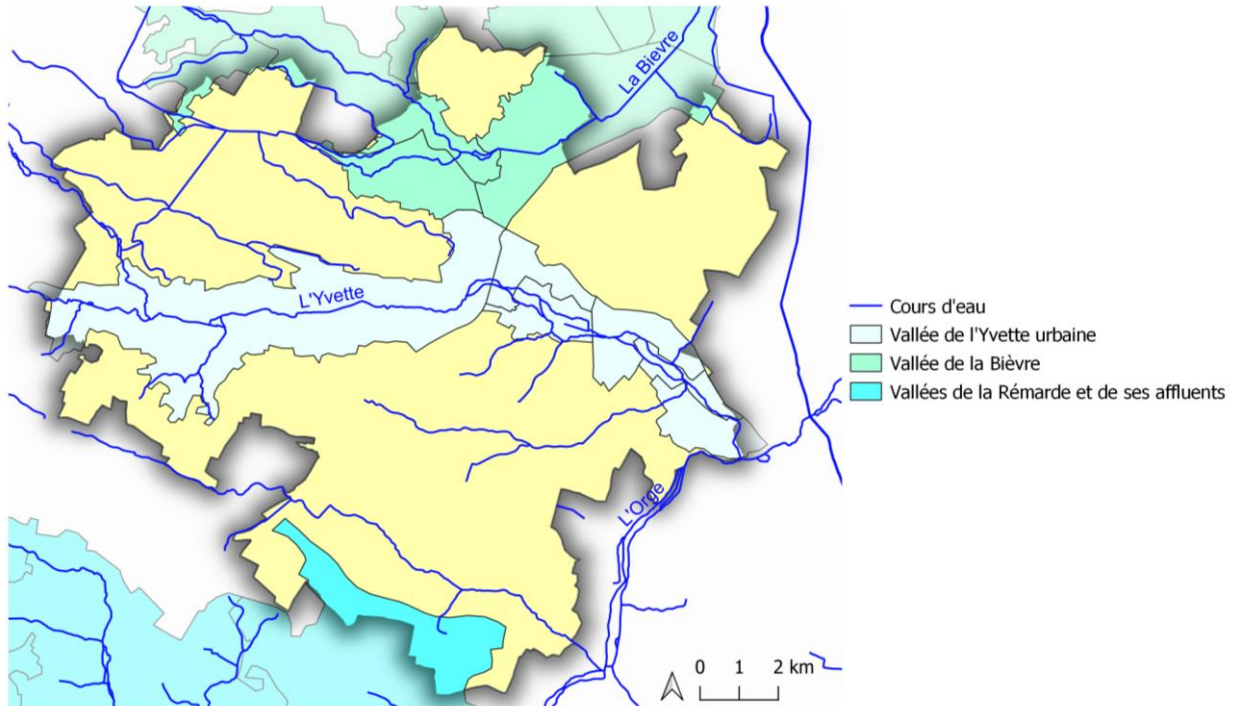 La Bievre
L'Yvette
L'Orge
0 1 2 km
Cours d'eau
Vallée de l'Yvette urbaine
Vallée de la Bièvre
Vallées de la Rémarde et de ses affluents